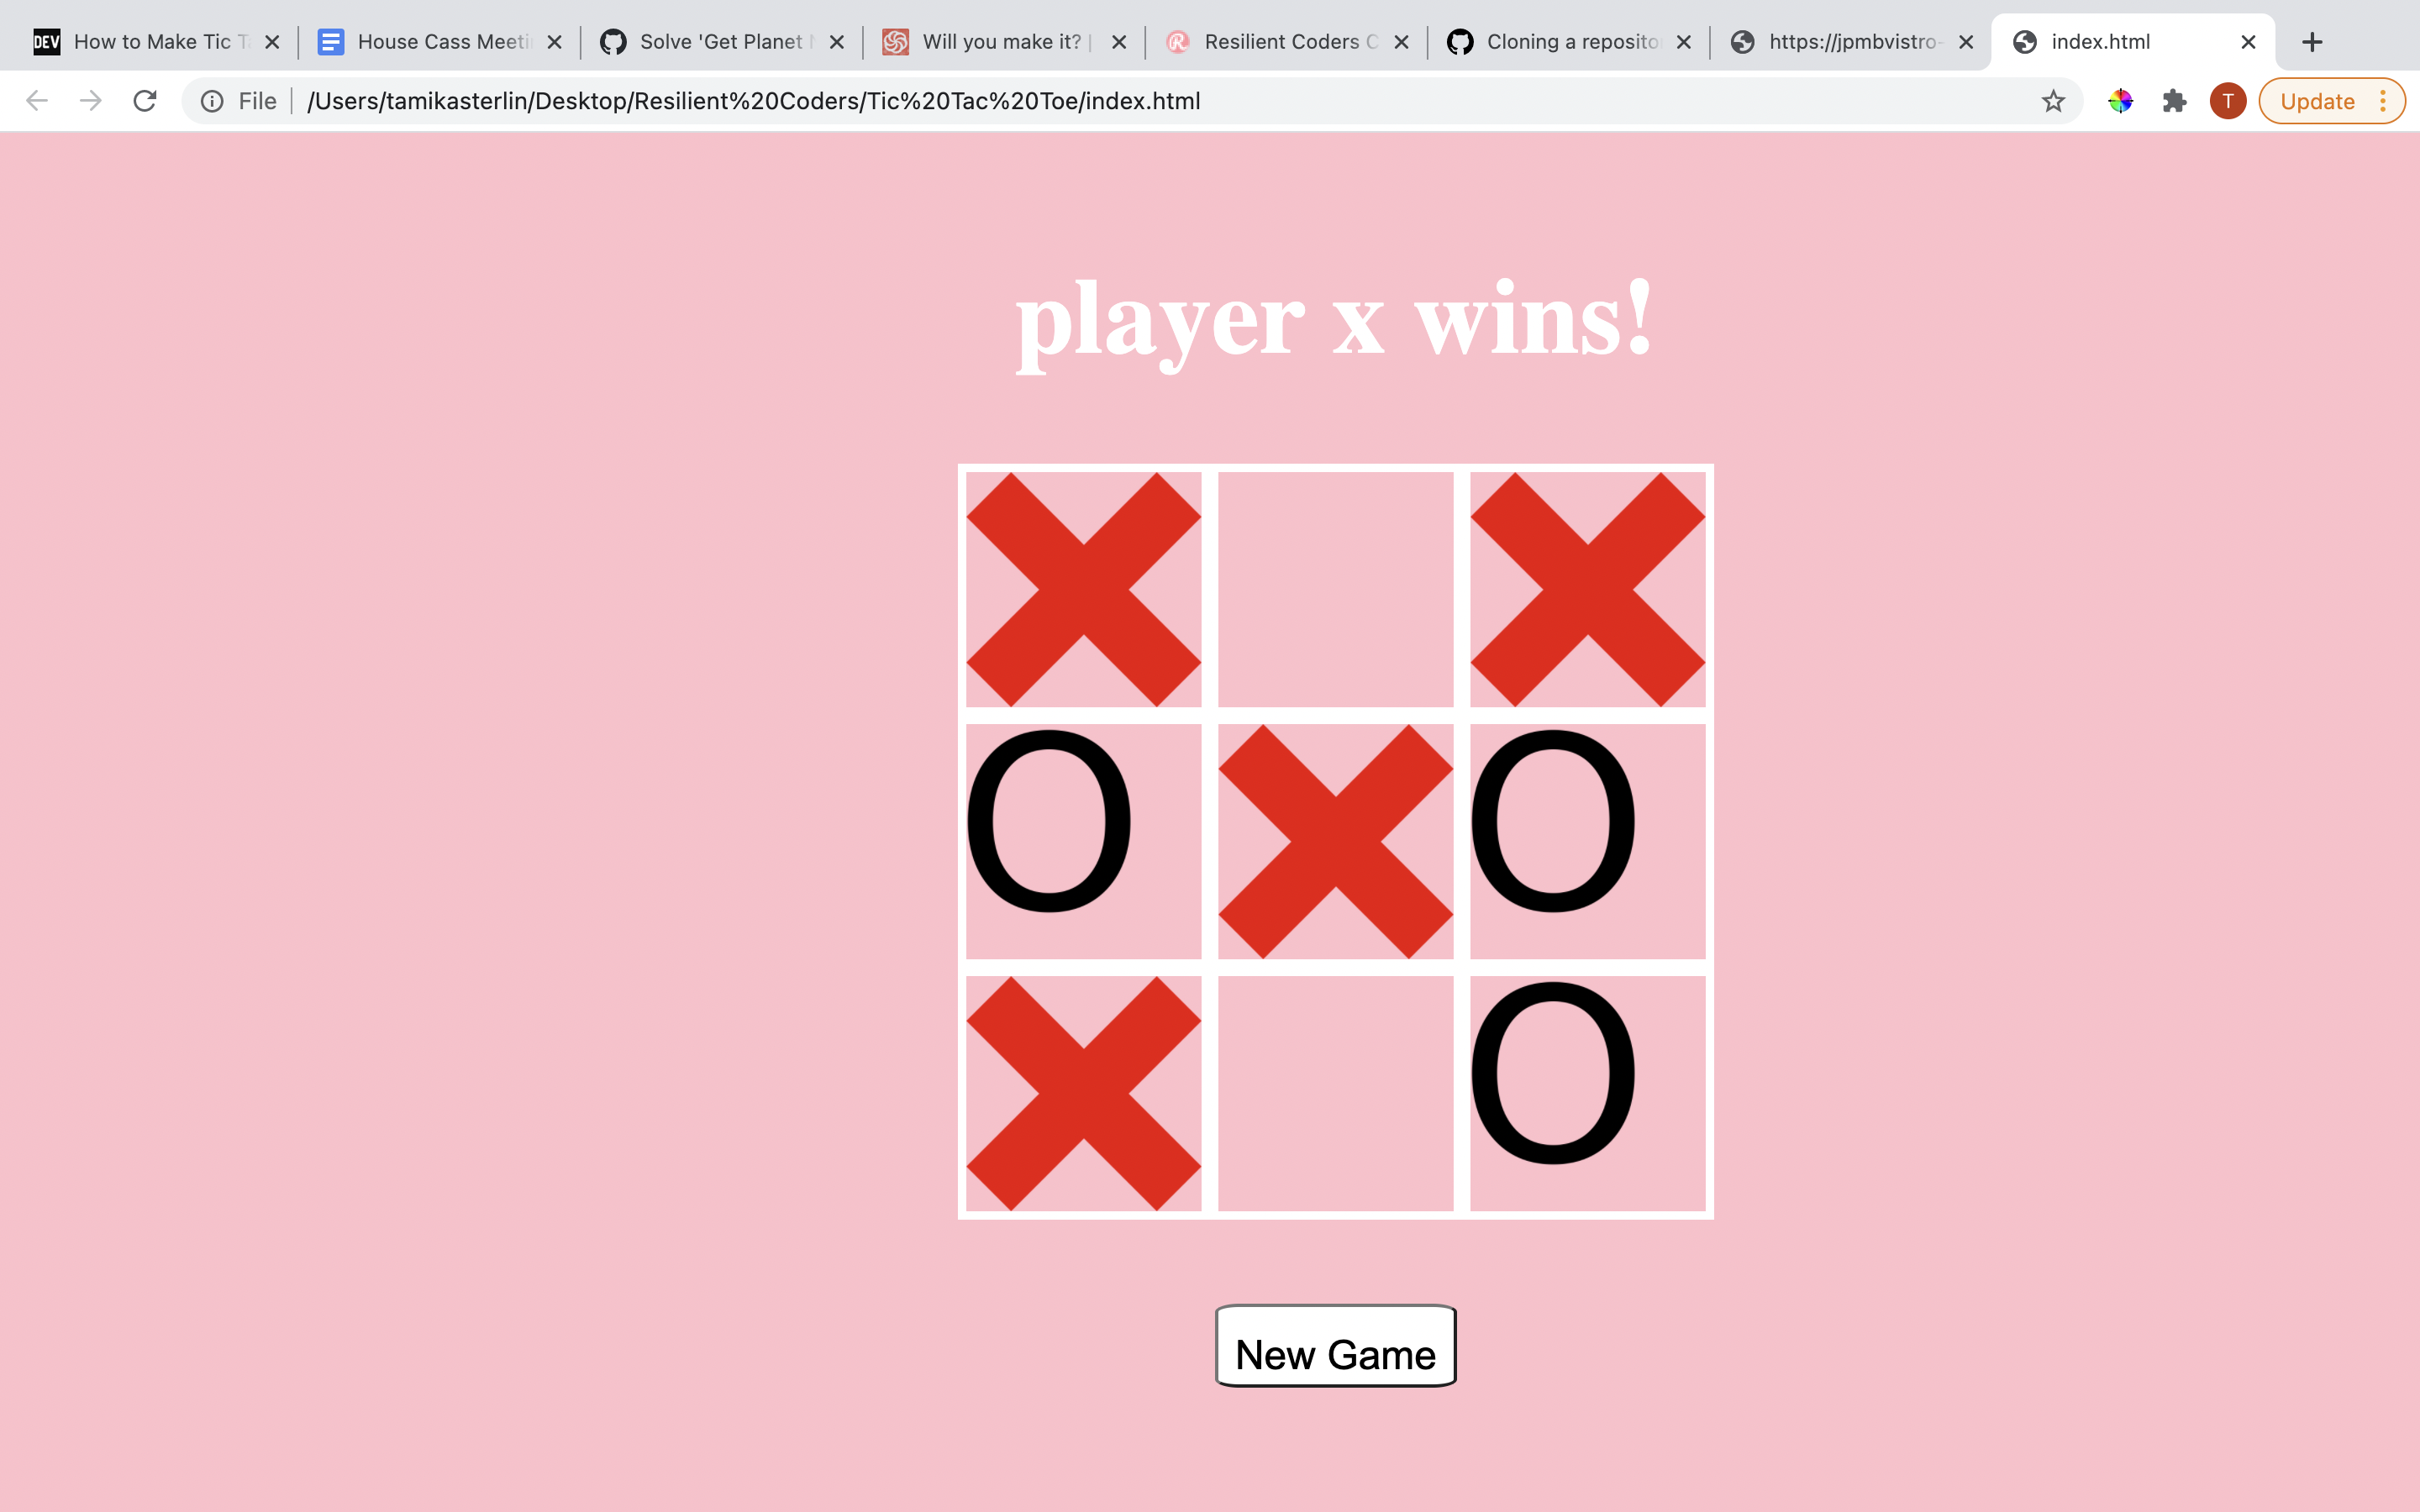 DEV How to Make Tic T
House Cass Meeti
Solve 'Get Planet
Will you make it? |
Resilient Coders C
Cloning a reposito
https://jpmbvistro-
index.html
File | /Users/tamikasterlin/Desktop/Resilient%20Coders/Tic%20Tac%20Toe/index.html
T
Update
player x wins!
X X
O X O
X O
New Game